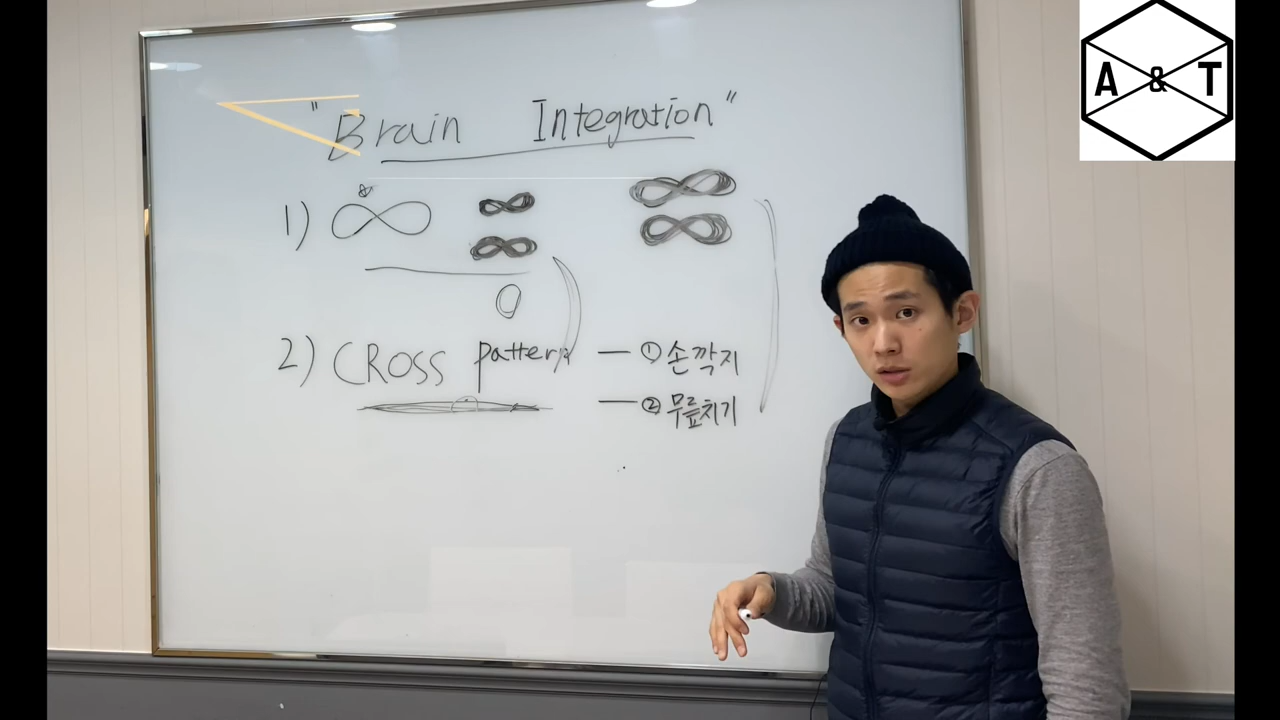 A & T
"Brain Integration"
1)
2) CROSS pattern — ① 손깍지
— ② 무릎치기